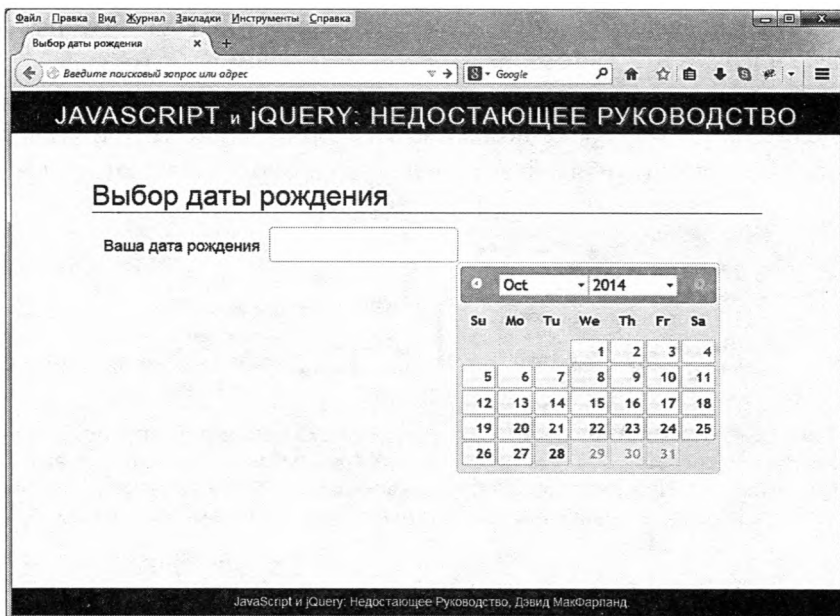 Файл Правка Вид Журнал Закладки Инструменты Справка
Выбор даты рождения × +
Введите поисковый запрос или адрес Google
JAVASCRIPT и jQUERY: НЕДОСТАЮЩЕЕ РУКОВОДСТВО
Выбор даты рождения
Ваша дата рождения
Oct 2014
Su Mo Tu We Th Fr Sa
1 2 3 4
5 6 7 8 9 10 11
12 13 14 15 16 17 18
19 20 21 22 23 24 25
26 27 28 29 30 31
JavaScript и jQuery: Недостающее Руководство, Дэвид МакФарланд